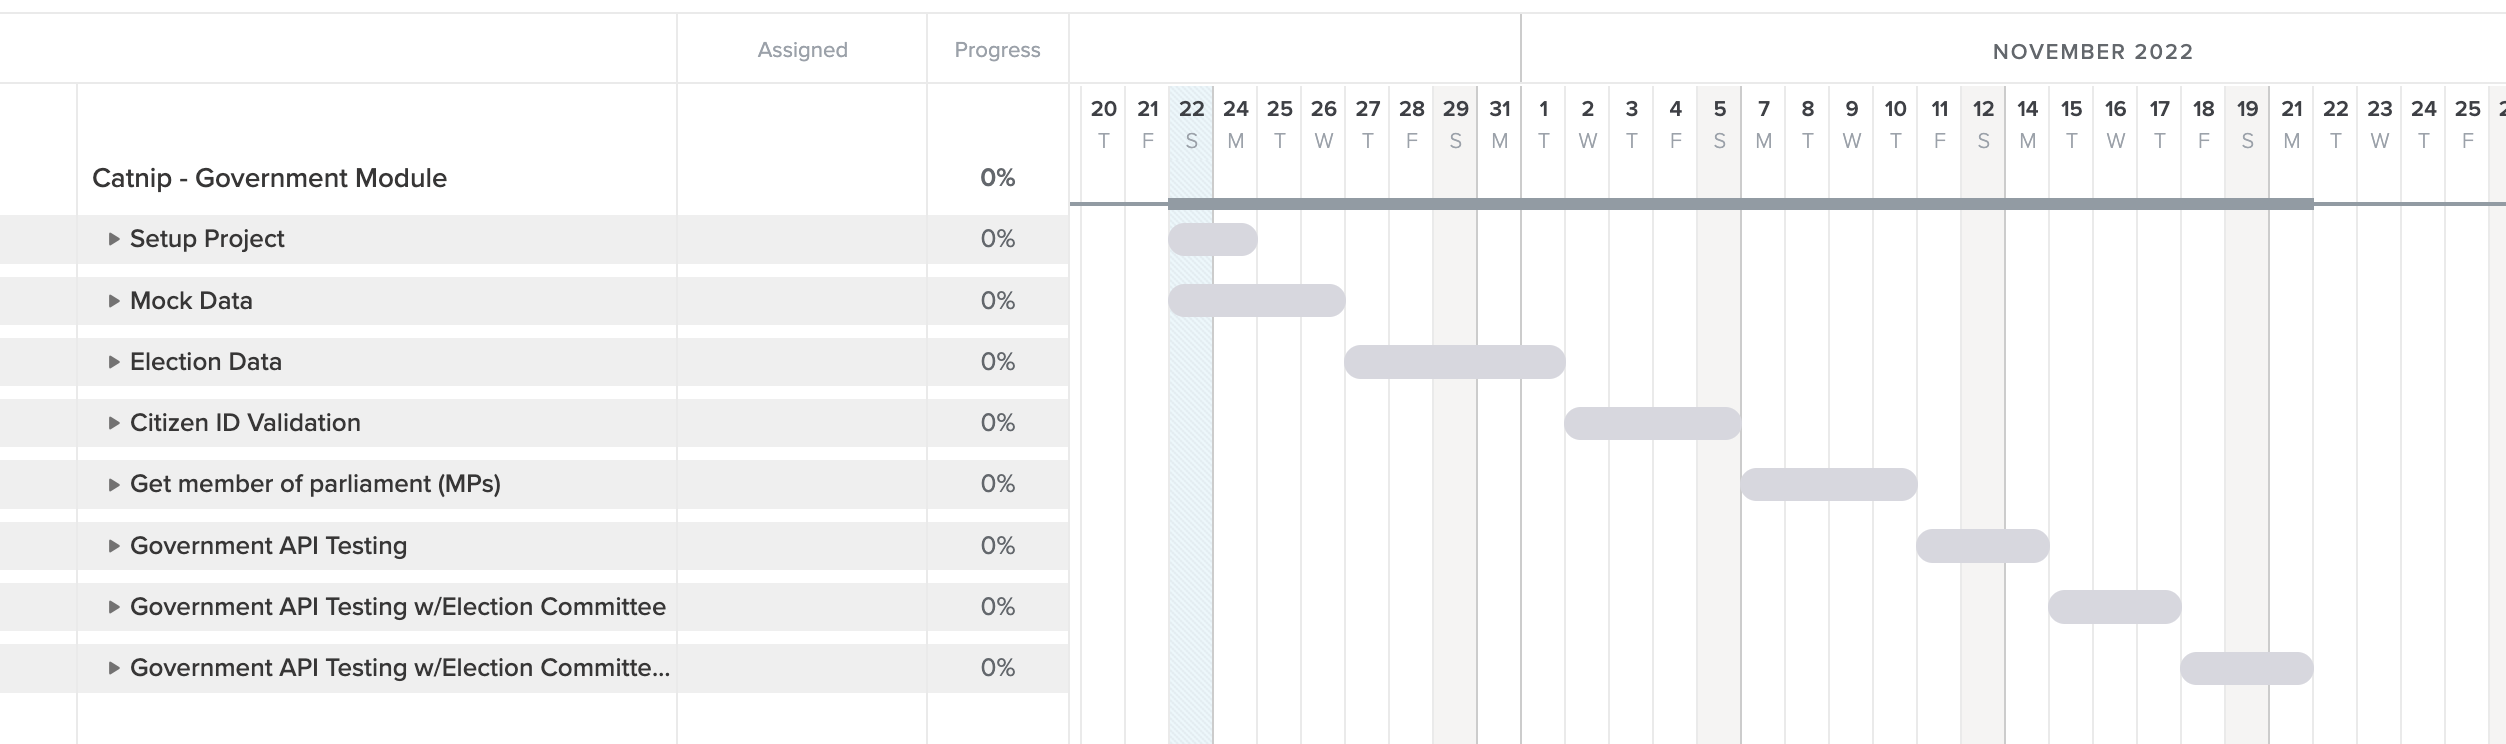 Assigned Progress NOVEMBER 2022
20 21 22 24 25 26 27 28 29 31 1 2 3 4 5 7 8 9 10 11 12 14 15 16 17 18 19 21 22 23 24 25
T F S M T W T F S M T W T F S M T W T F S M T W T F S M T W T F
Catnip - Government Module 0%
Setup Project 0%
Mock Data 0%
Election Data 0%
Citizen ID Validation 0%
Get member of parliament (MPs) 0%
Government API Testing 0%
Government API Testing w/Election Committee 0%
Government API Testing w/Election Committe... 0%